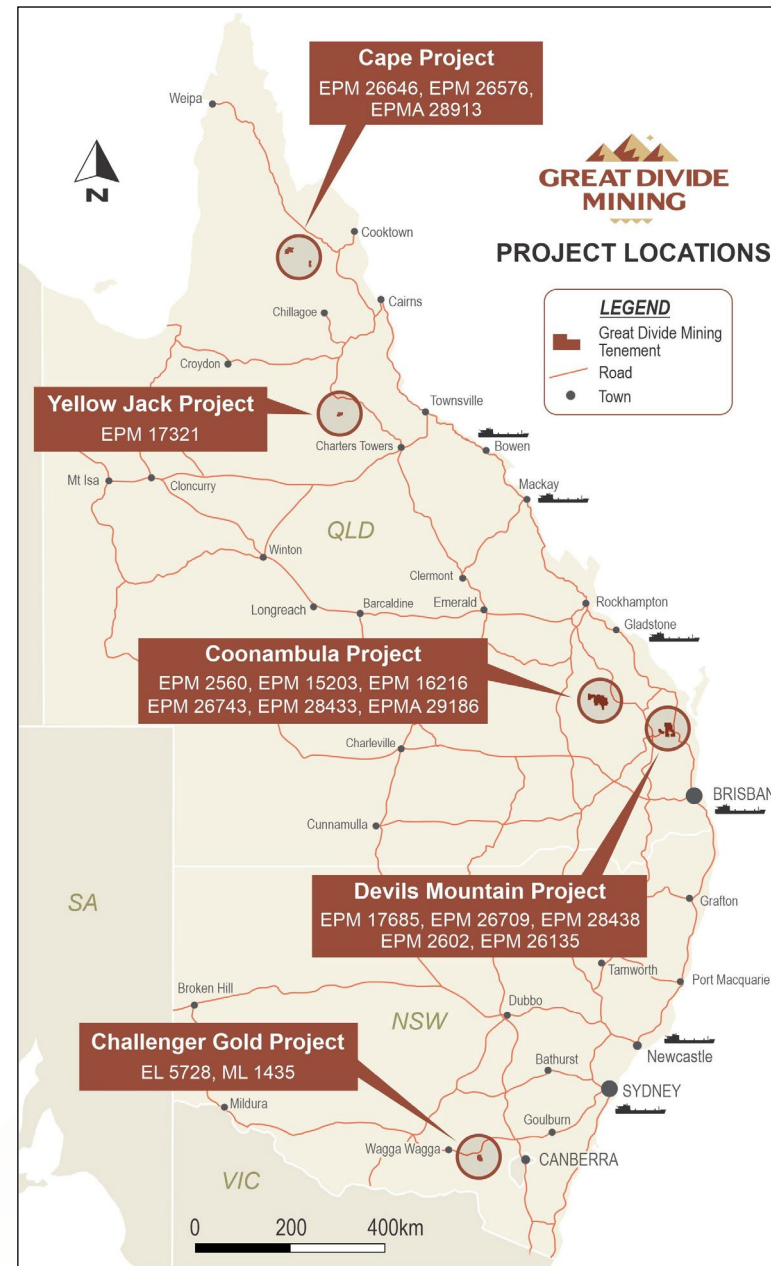 Cape Project
EPM 26646, EPM 26576,
EPMA 28913
Weipa
N
GREAT DIVIDE
MINING
PROJECT LOCATIONS
Cooktown
LEGEND
Great Divide Mining
Tenement
Road
Town
Cairns
Chillagoe
Croydon
Yellow Jack Project
EPM 17321
Townsville
Charters Towers
Bowen
Mt Isa
Cloncurry
Mackay
QLD
Winton
Clermont
Longreach
Barcaldine
Emerald
Rockhampton
Gladstone
Coonambula Project
EPM 2560, EPM 15203, EPM 16216
EPM 26743, EPM 28433, EPMA 29186
Charleville
BRISBAN
Cunnamulla
Devils Mountain Project
EPM 17685, EPM 26709, EPM 28438
EPM 2602, EPM 26135
SA
Grafton
Tamworth
Port Macquarie
Broken Hill
Dubbo
NSW
Challenger Gold Project
EL 5728, ML 1435
Newcastle
Bathurst
SYDNEY
Mildura
Goulburn
Wagga Wagga
CANBERRA
VIC
0 200 400km